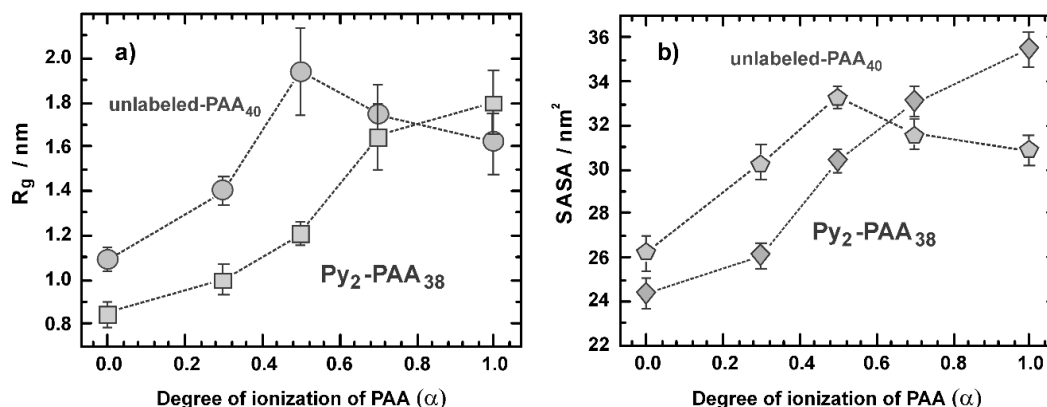 a)
unlabeled-PAA₄₀
Py₂-PAA₃₈
R_g / nm
2.0
1.8
1.6
1.4
1.2
1.0
0.8
0.0 0.2 0.4 0.6 0.8 1.0
Degree of ionization of PAA (α)
b)
unlabeled-PAA₄₀
Py₂-PAA₃₈
SASA / nm²
36
34
32
30
28
26
24
22
0.0 0.2 0.4 0.6 0.8 1.0
Degree of ionization of PAA (α)